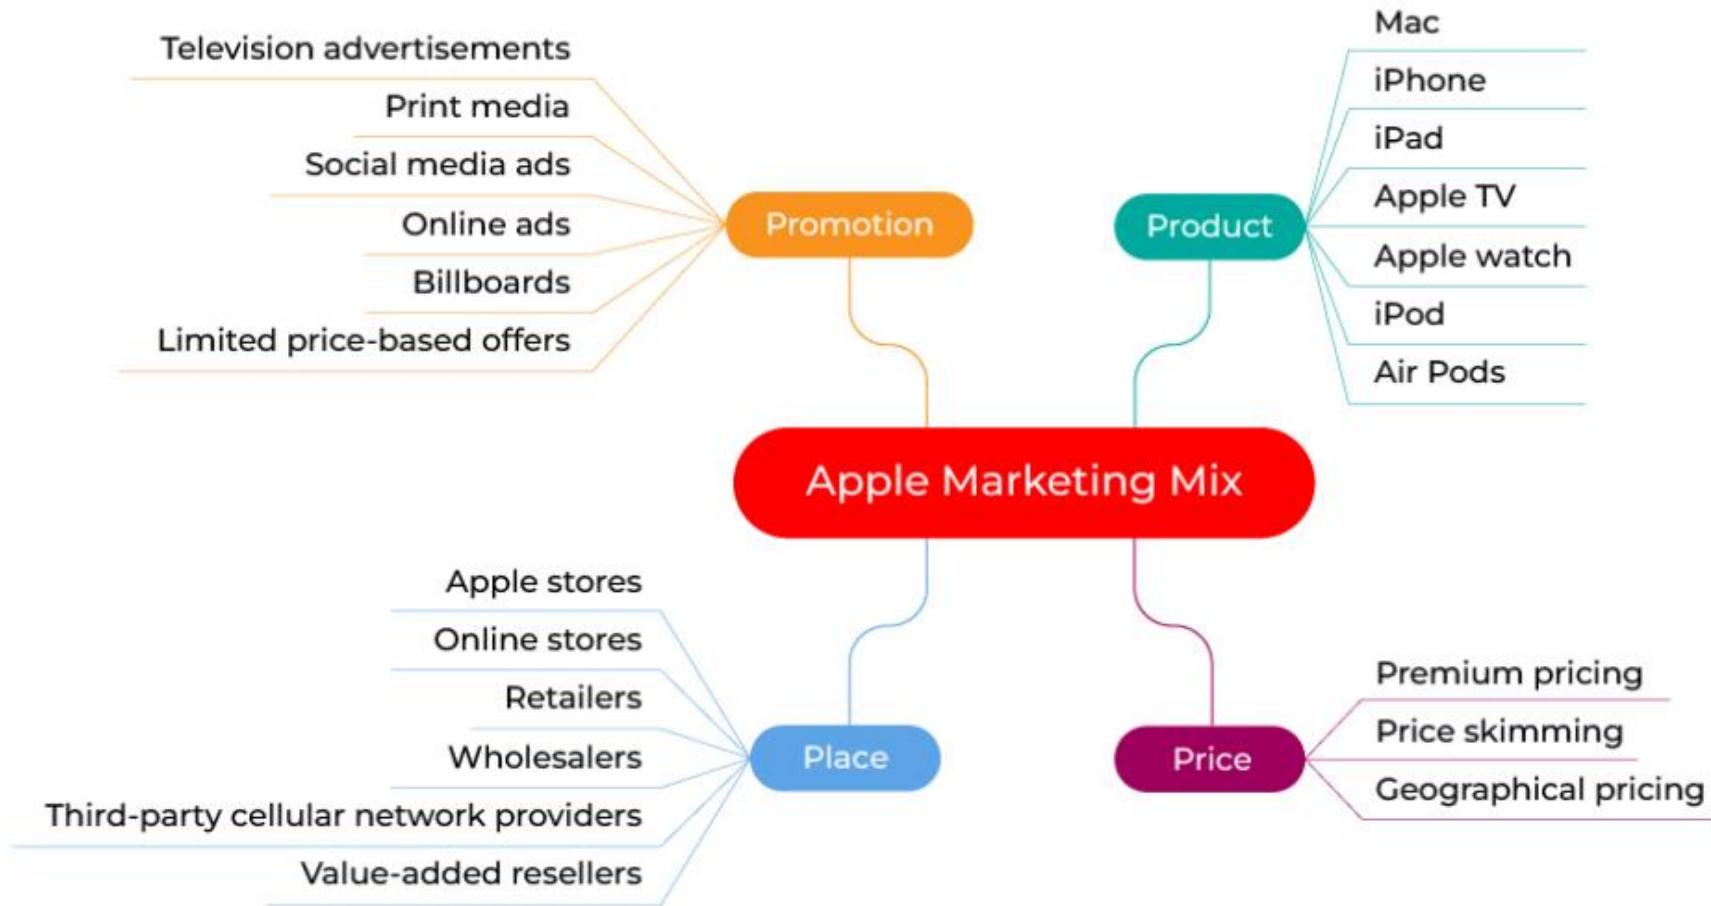 Television advertisements
Print media
Social media ads
Online ads
Billboards
Limited price-based offers
Promotion
Product
Mac
iPhone
iPad
Apple TV
Apple watch
iPod
Air Pods
Apple Marketing Mix
Apple stores
Online stores
Retailers
Wholesalers
Third-party cellular network providers
Value-added resellers
Place
Price
Premium pricing
Price skimming
Geographical pricing